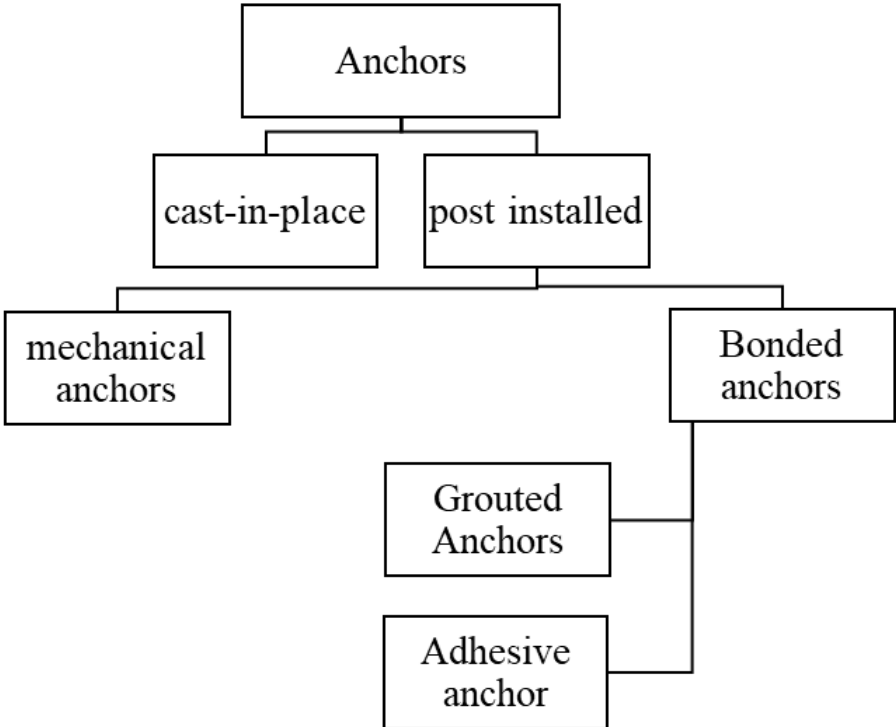 Anchors
cast-in-place
post installed
mechanical
anchors
Bonded
anchors
Grouted
Anchors
Adhesive
anchor